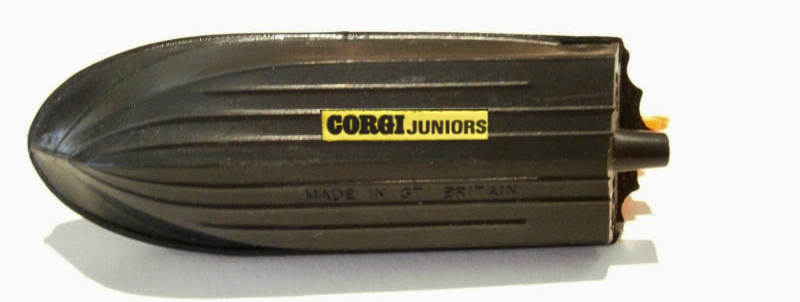 CORGI JUNIORS
MADE IN GT. BRITAIN